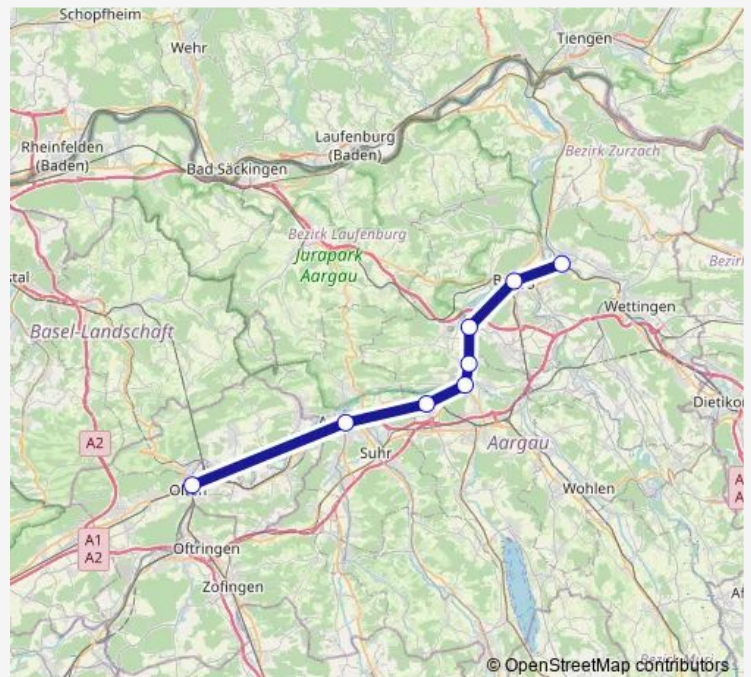 Schopfheim
Wehr
Tiengen
Laufenburg
(Baden)
Rheinfelden
(Baden)
Bad Säckingen
Bezirk Zurzach
Bezirk Laufenburg
Jurapark
Aargau
Wettingen
Basel-Landschaft
Dietikon
A2
Suhr
Aargau
Wohlen
A1
A2
Oftringen
Zofingen
© OpenStreetMap contributors